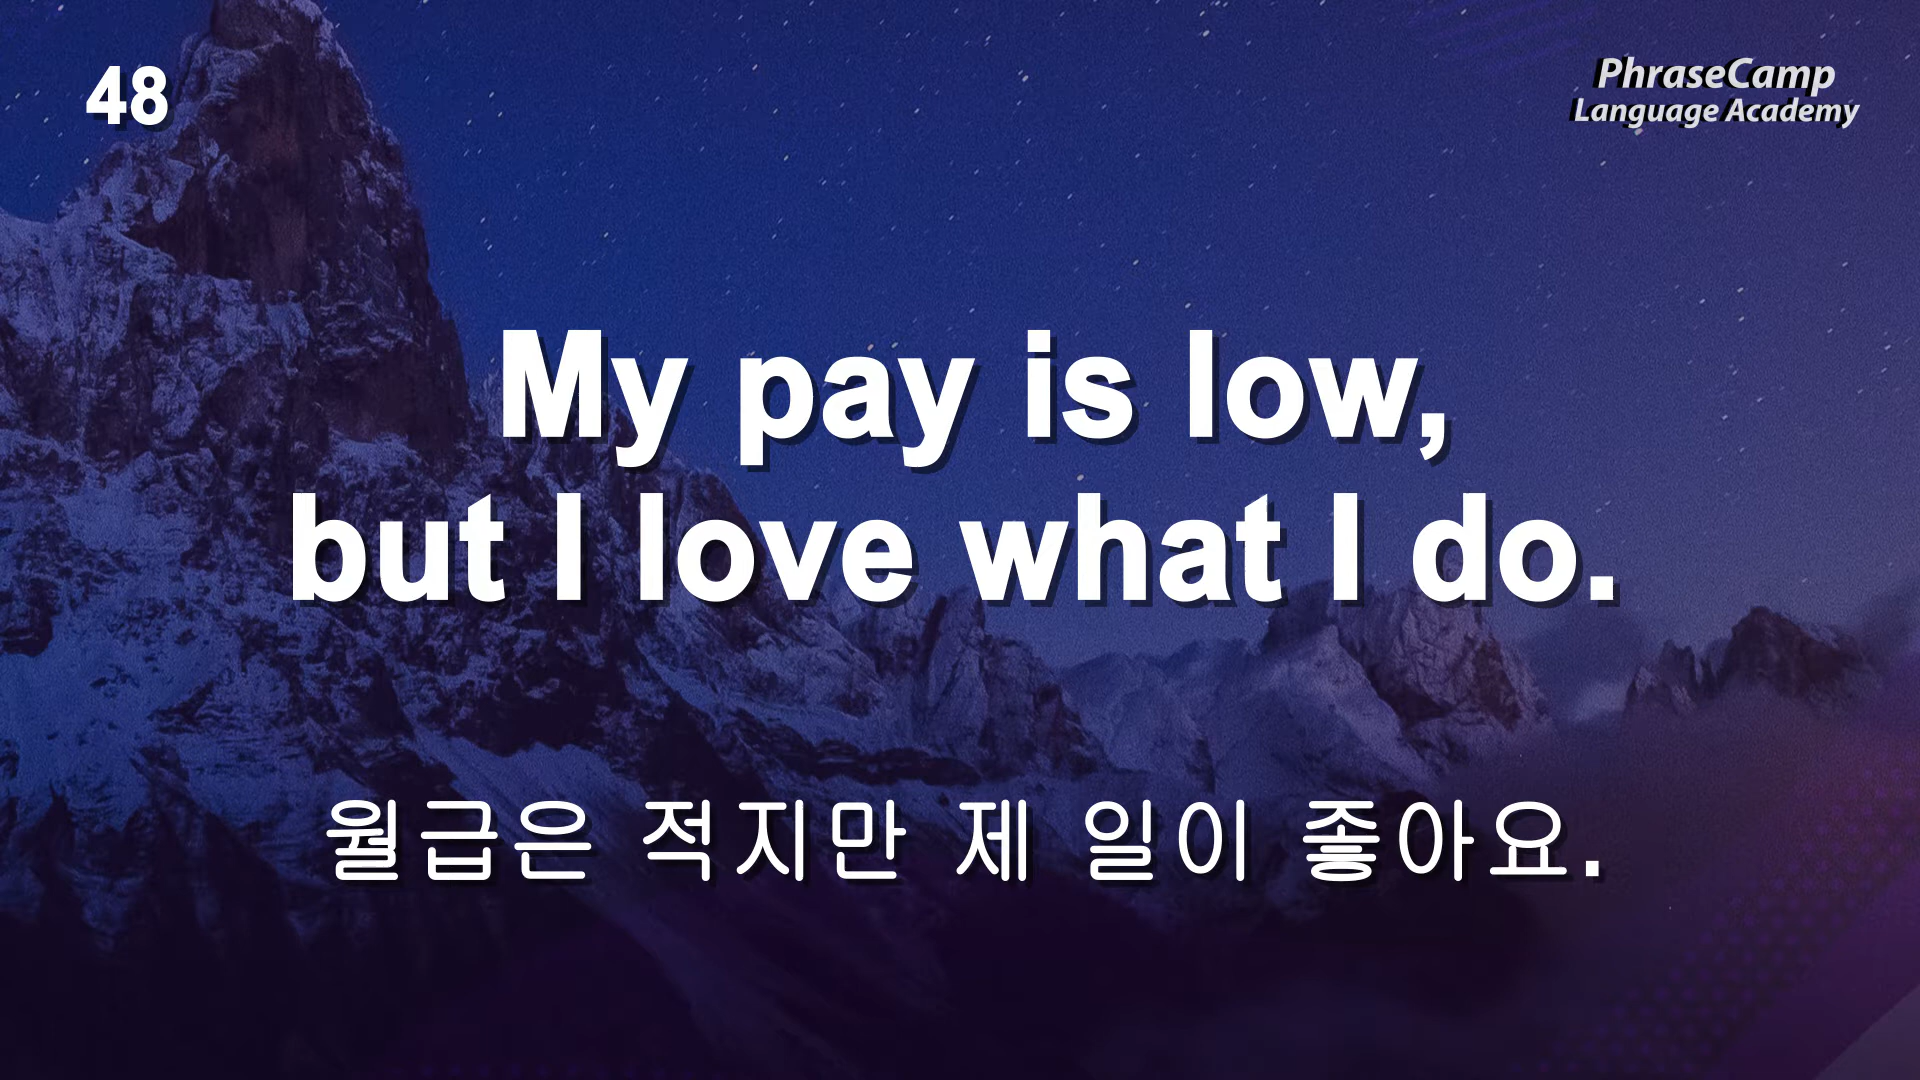 48
PhraseCamp
Language Academy
My pay is low,
but I love what I do.
월급은 적지만 제 일이 좋아요.